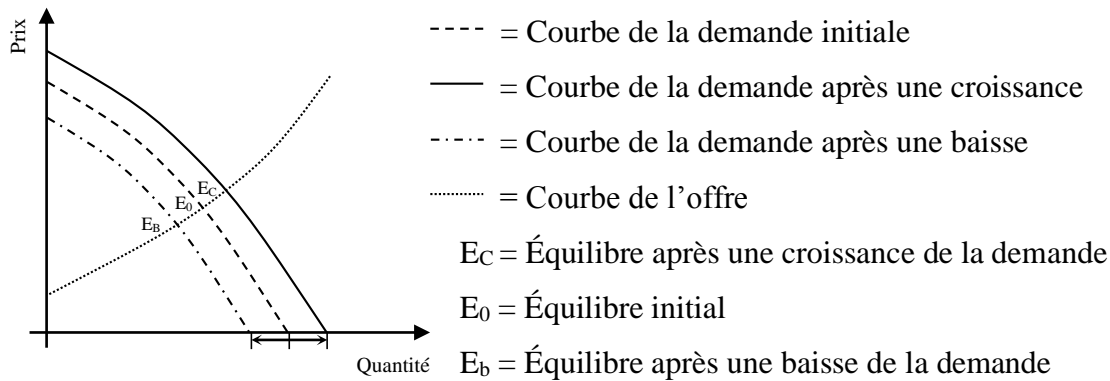 Prix
E_C
E_0
E_B
Quantité
= Courbe de la demande initiale
= Courbe de la demande après une croissance
= Courbe de la demande après une baisse
= Courbe de l’offre
E_C = Équilibre après une croissance de la demande
E_0 = Équilibre initial
E_b = Équilibre après une baisse de la demande